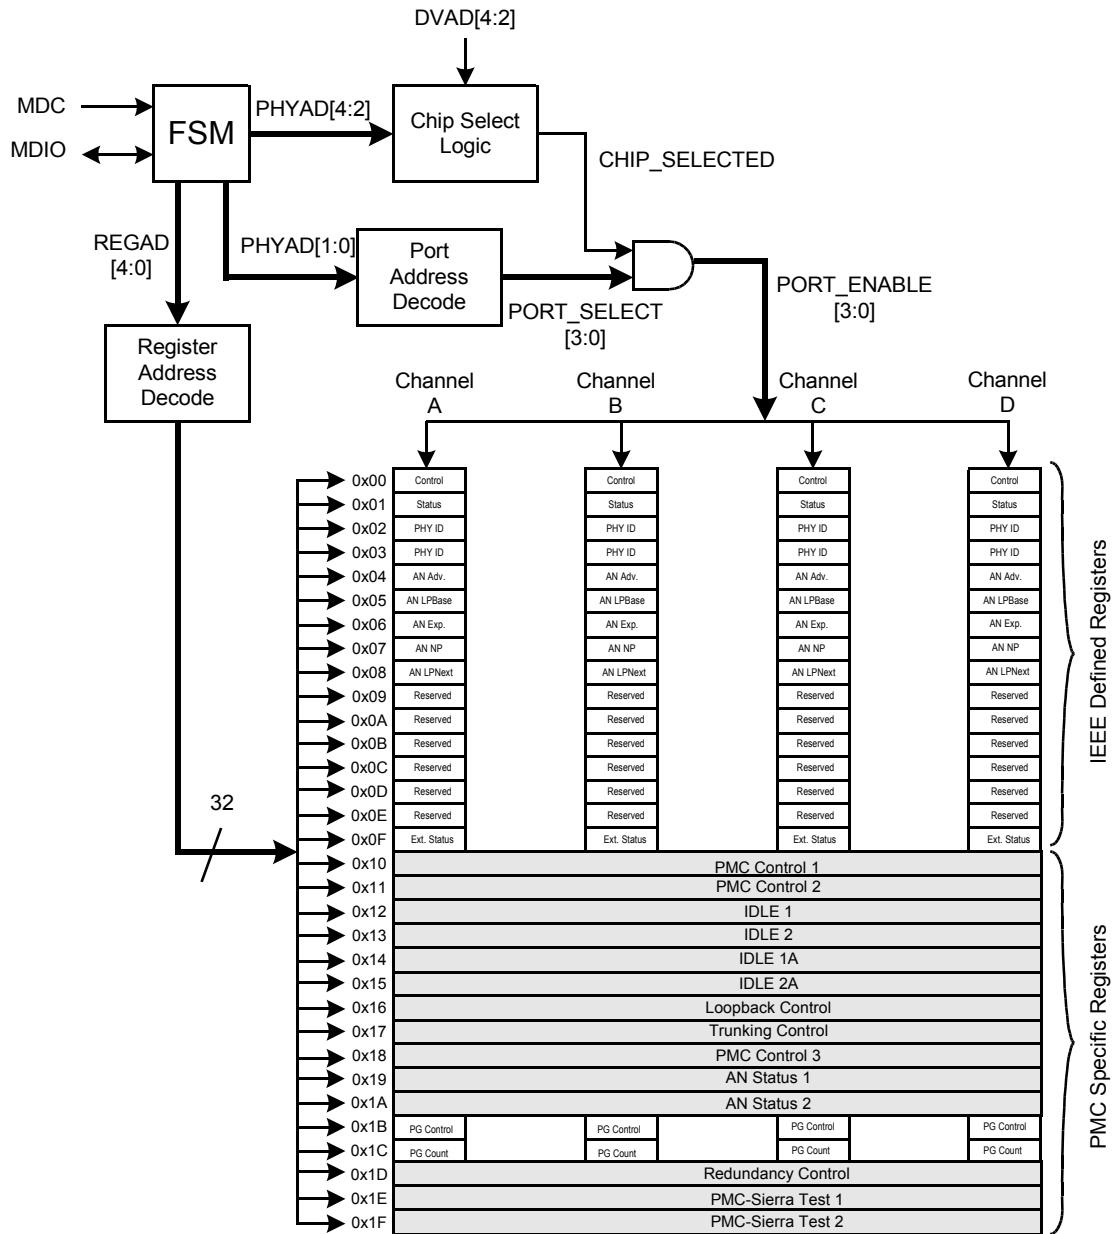 DVAD[4:2]
MDC
MDIO
FSM
PHYAD[4:2]
Chip Select
Logic
CHIP_SELECTED
REGAD
[4:0]
PHYAD[1:0]
Port
Address
Decode
PORT_SELECT
[3:0]
PORT_ENABLE
[3:0]
Register
Address
Decode
Channel
A
Channel
B
Channel
C
Channel
D
0x00 Control Control Control Control
0x01 Status Status Status Status
0x02 PHY ID PHY ID PHY ID PHY ID
0x03 PHY ID PHY ID PHY ID PHY ID
0x04 AN Adv. AN Adv. AN Adv. AN Adv.
0x05 AN LPBase AN LPBase AN LPBase AN LPBase
0x06 AN Exp. AN Exp. AN Exp. AN Exp.
0x07 AN NP AN NP AN NP AN NP
0x08 AN LPNext AN LPNext AN LPNext AN LPNext
0x09 Reserved Reserved Reserved Reserved
0x0A Reserved Reserved Reserved Reserved
0x0B Reserved Reserved Reserved Reserved
0x0C Reserved Reserved Reserved Reserved
0x0D Reserved Reserved Reserved Reserved
0x0E Reserved Reserved Reserved Reserved
0x0F Ext. Status Ext. Status Ext. Status Ext. Status
IEEE Defined Registers
32
0x10 PMC Control 1
0x11 PMC Control 2
0x12 IDLE 1
0x13 IDLE 2
0x14 IDLE 1A
0x15 IDLE 2A
0x16 Loopback Control
0x17 Trunking Control
0x18 PMC Control 3
0x19 AN Status 1
0x1A AN Status 2
0x1B PG Control PG Control PG Control PG Control
0x1C PG Count PG Count PG Count PG Count
0x1D Redundancy Control
0x1E PMC-Sierra Test 1
0x1F PMC-Sierra Test 2
PMC Specific Registers